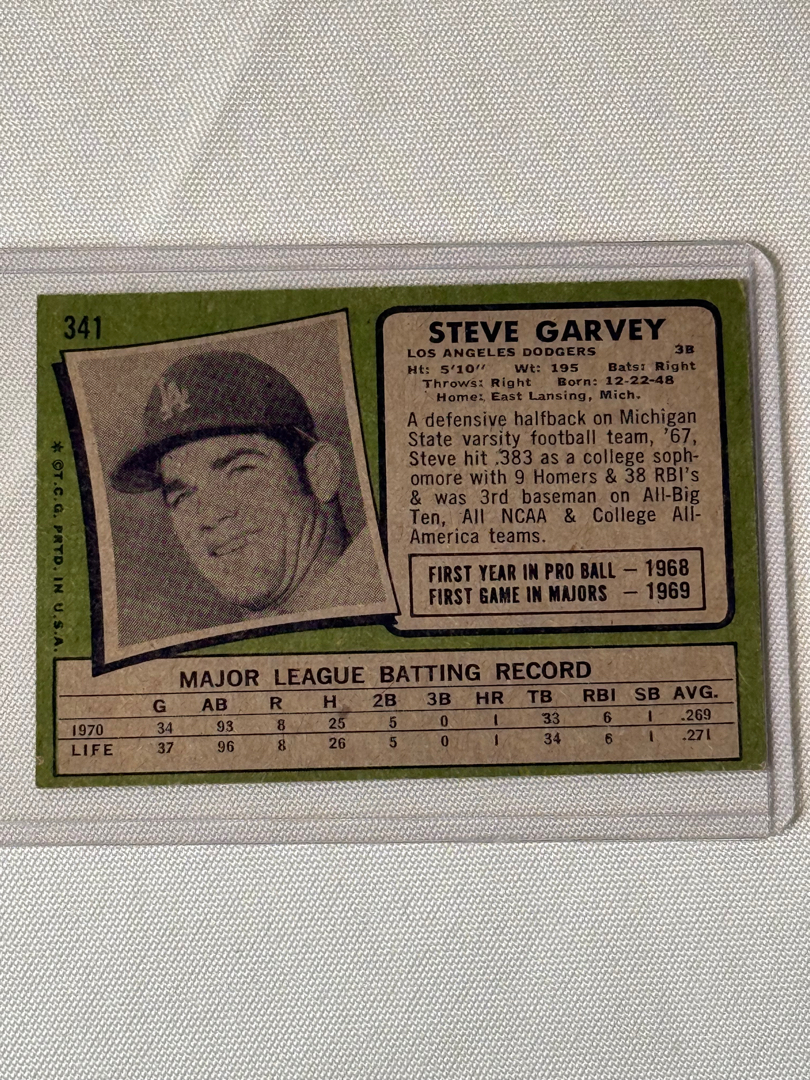 341
STEVE GARVEY
LOS ANGELES DODGERS 3B
Ht: 5'10" Wt: 195 Bats: Right
Throws: Right Born: 12-22-48
Home: East Lansing, Mich.
A defensive halfback on Michigan
State varsity football team, '67,
Steve hit .383 as a college soph-
omore with 9 Homers & 38 RBI's
& was 3rd baseman on All-Big
Ten, All NCAA & College All-
America teams.
FIRST YEAR IN PRO BALL — 1968
FIRST GAME IN MAJORS — 1969
LA
* ©T.C.G. PRTD. IN U.S.A.
MAJOR LEAGUE BATTING RECORD
G AB R H 2B 3B HR TB RBI SB AVG.
1970 34 93 8 25 5 0 1 33 6 1 .269
LIFE 37 96 8 26 5 0 1 34 6 1 .271